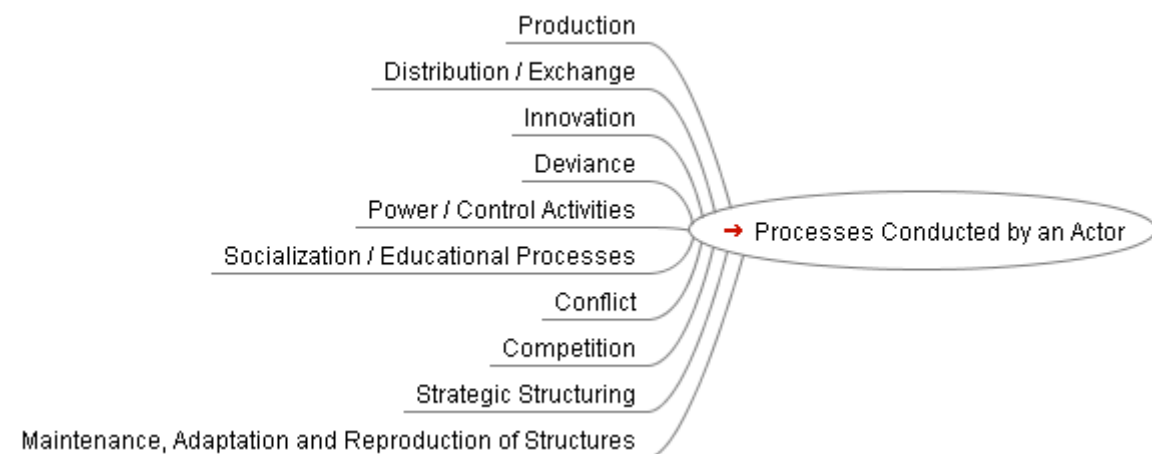 Production
Distribution / Exchange
Innovation
Deviance
Power / Control Activities
Socialization / Educational Processes
Conflict
Competition
Strategic Structuring
Maintenance, Adaptation and Reproduction of Structures
Processes Conducted by an Actor